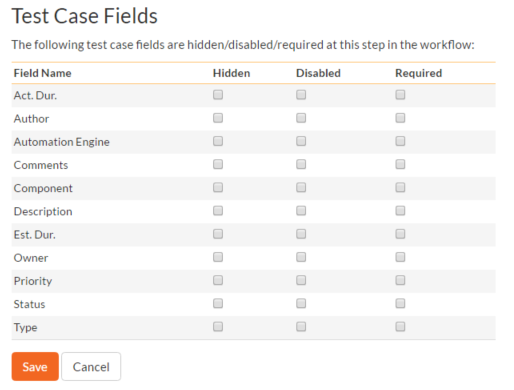 Test Case Fields
The following test case fields are hidden/disabled/required at this step in the workflow:
Field Name Hidden Disabled Required
Act. Dur.
Author
Automation Engine
Comments
Component
Description
Est. Dur.
Owner
Priority
Status
Type
Save Cancel